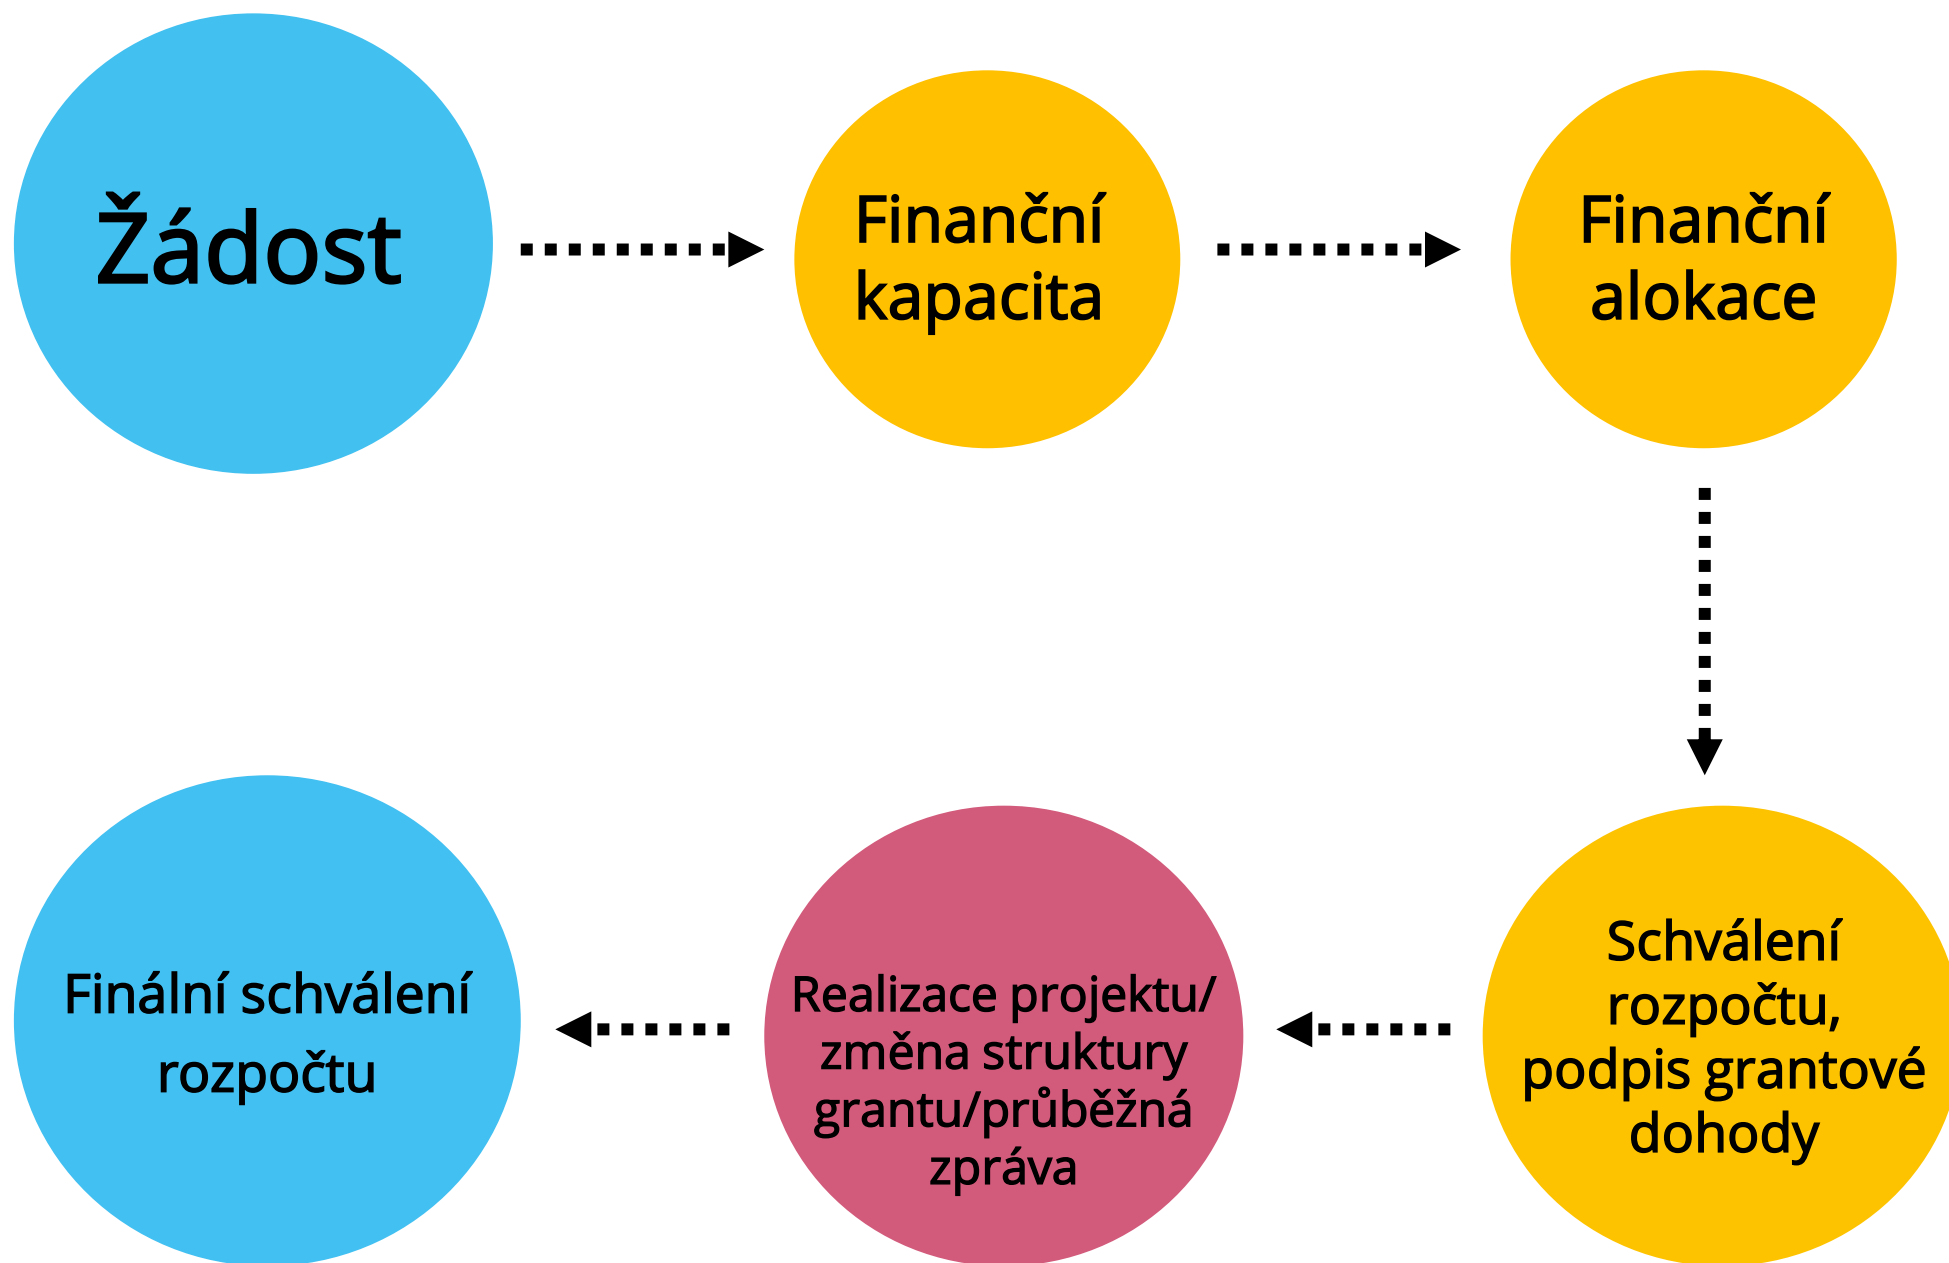 Žádost
Finanční
kapacita
Finanční
alokace
Schválení
rozpočtu,
podpis grantové
dohody
Realizace projektu/
změna struktury
grantu/průběžná
zpráva
Finální schválení
rozpočtu